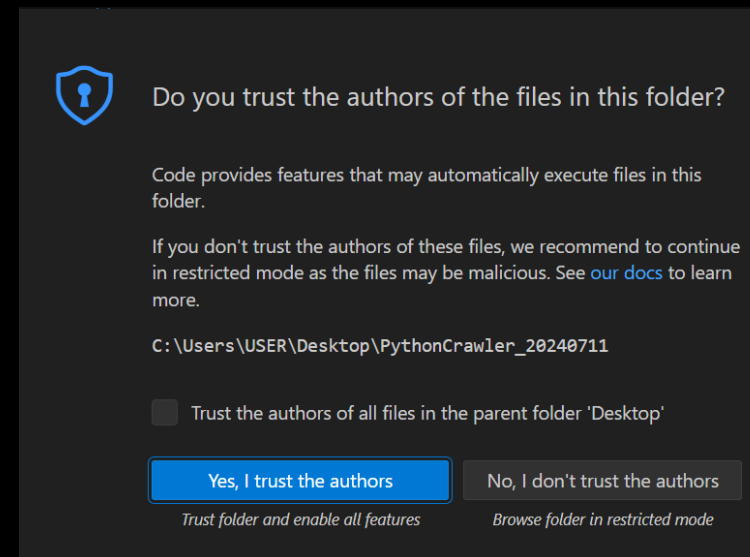 Do you trust the authors of the files in this folder?
Code provides features that may automatically execute files in this
folder.
If you don't trust the authors of these files, we recommend to continue
in restricted mode as the files may be malicious. See our docs to learn
more.
C:\Users\USER\Desktop\PythonCrawler_20240711
Trust the authors of all files in the parent folder 'Desktop'
Yes, I trust the authors
No, I don't trust the authors
Trust folder and enable all features
Browse folder in restricted mode